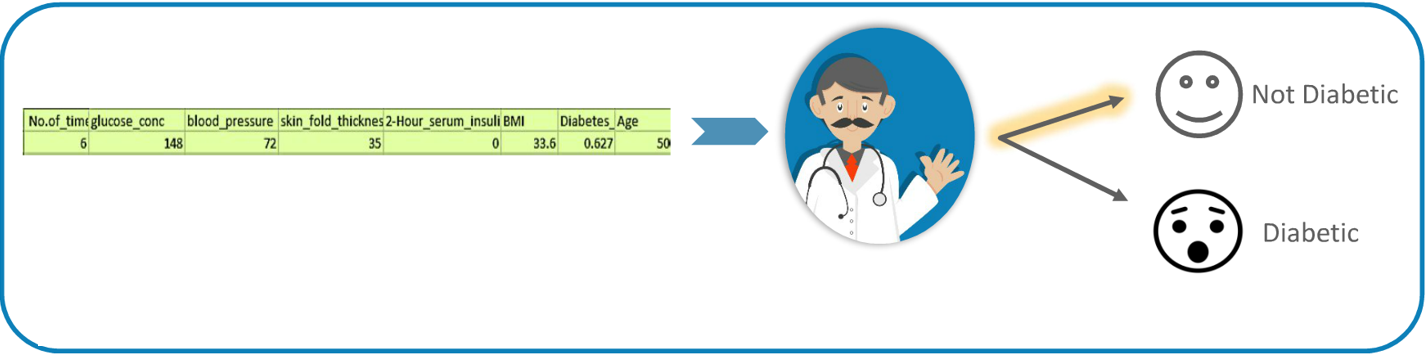 No.of_time glucose_conc blood_pressure skin_fold_thicknes 2-Hour_serum_insuli BMI Diabetes_ Age
6 148 72 35 0 33.6 0.627 50
Not Diabetic
Diabetic